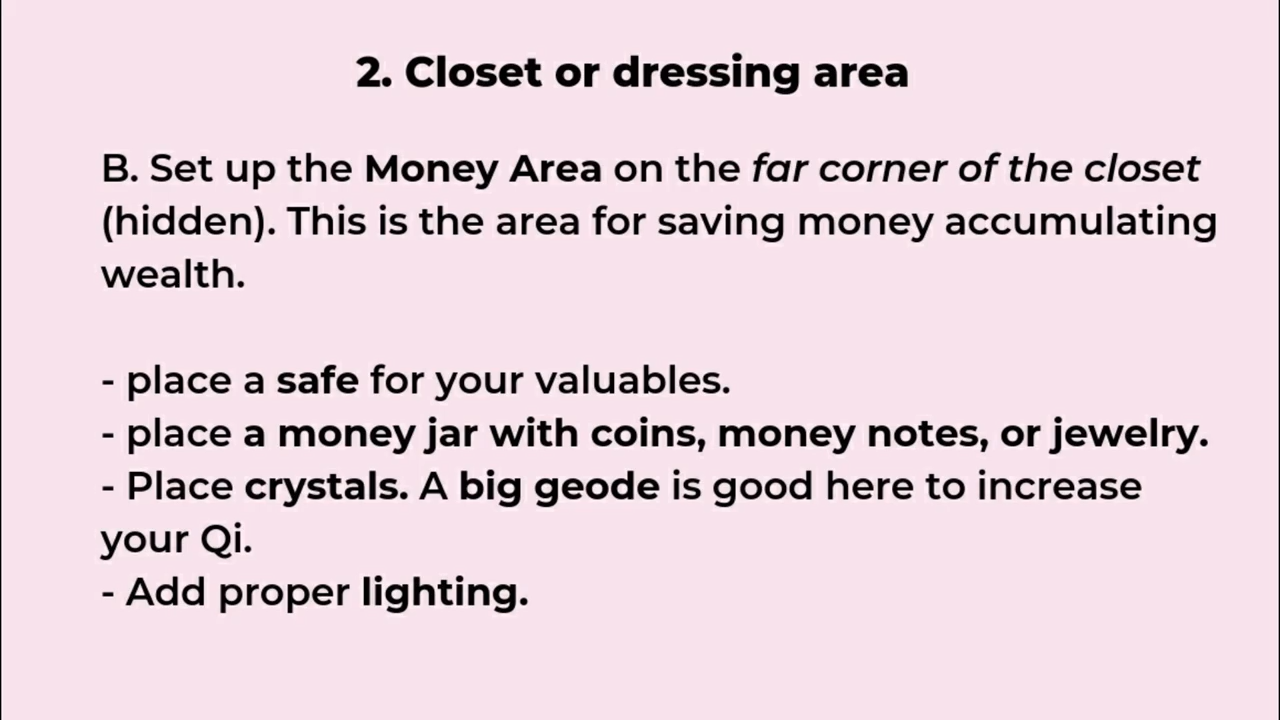 2. Closet or dressing area
B. Set up the Money Area on the far corner of the closet
(hidden). This is the area for saving money accumulating
wealth.
- place a safe for your valuables.
- place a money jar with coins, money notes, or jewelry.
- Place crystals. A big geode is good here to increase
your Qi.
- Add proper lighting.